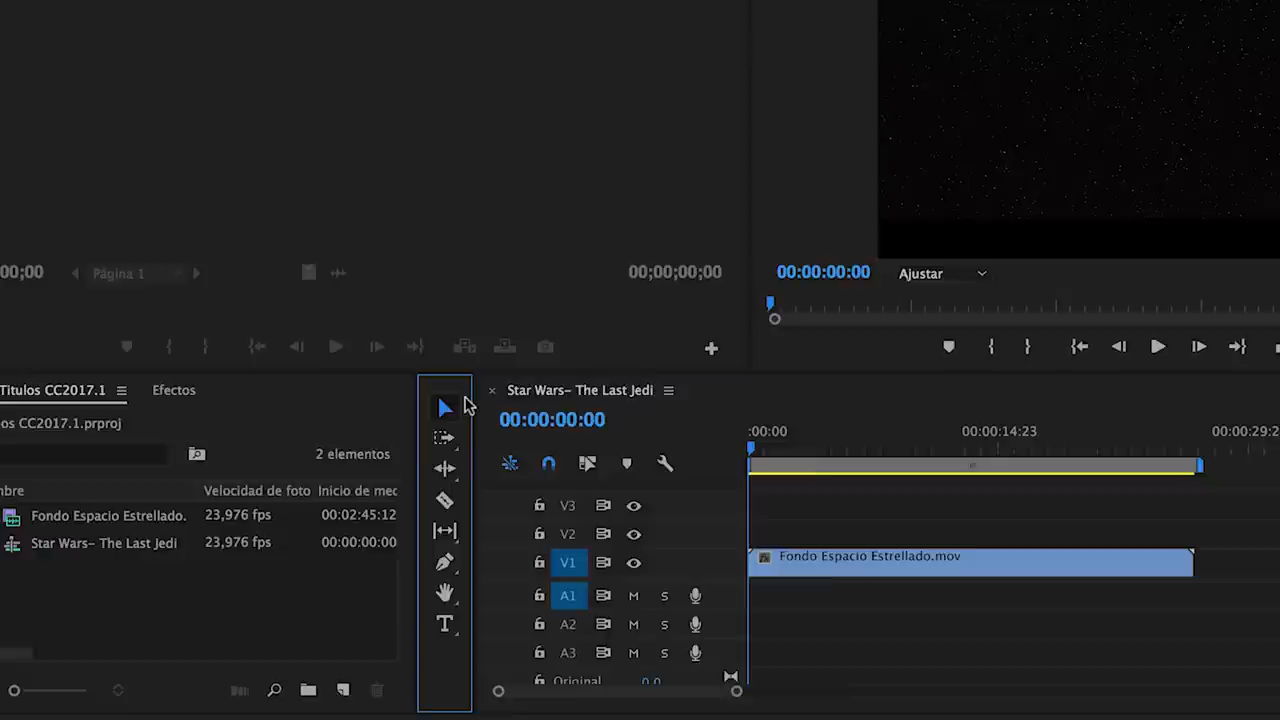 00;00
Página 1
00;00;00;00
00:00:00:00
Ajustar
Titulos CC2017.1
Efectos
os CC2017.1.prproj
2 elementos
mbre
Velocidad de foto
Inicio de mec
Fondo Espacio Estrellado.
23,976 fps
00:02:45:12
Star Wars– The Last Jedi
23,976 fps
00:00:00:00
T
× Star Wars– The Last Jedi
00:00:00:00
:00:00
00:00:14:23
00:00:29:2
V3
V2
V1
Fondo Espacio Estrellado.mov
A1 M S
A2 M S
A3 M S
Original 0,0